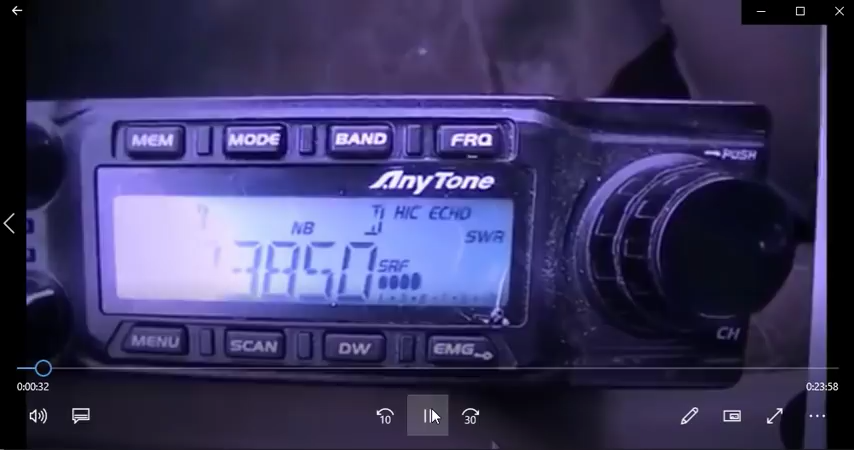 MEM MODE BAND FRQ
PUSH
AnyTone
HIC ECHO
NB
SWR
3850
SRF
MENU SCAN DW EMG
CH
0:00:32
0:23:58
10
30